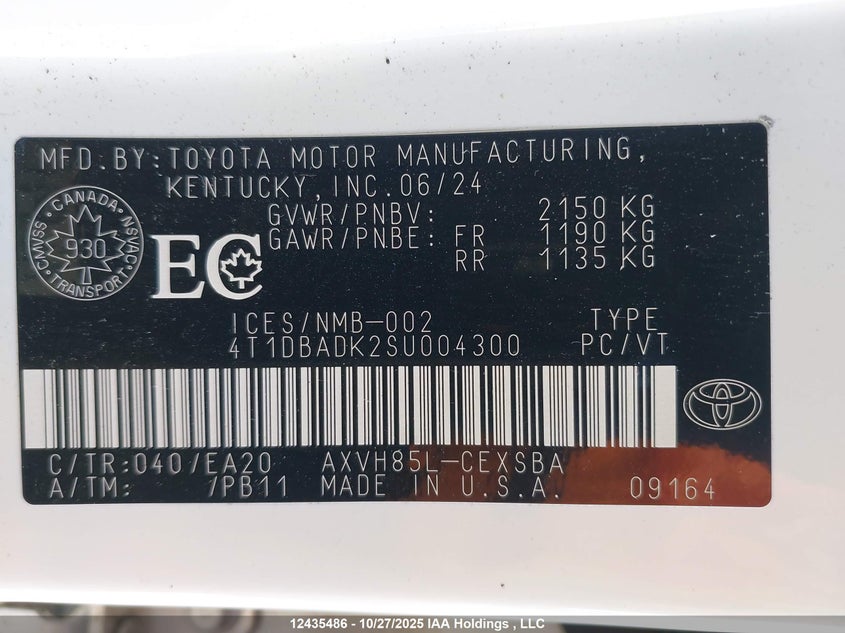 MFD.BY:TOYOTA MOTOR MANUFACTURING,
KENTUCKY,INC.06/24
GVWR/PNBV: 2150 KG
GAWR/PNBE: FR 1190 KG
RR 1135 KG
CANADA
CMVSS 930 NSVAC
TRANSPORT
EC
ICES/NMB-002 TYPE
4T1DBADK2SU004300 PC/VT
C/TR:040/EA20 AXVH85L-CEXSBA
A/TM: /PB11 MADE IN U.S.A. 09164
12435486 - 10/27/2025 IAA Holdings , LLC